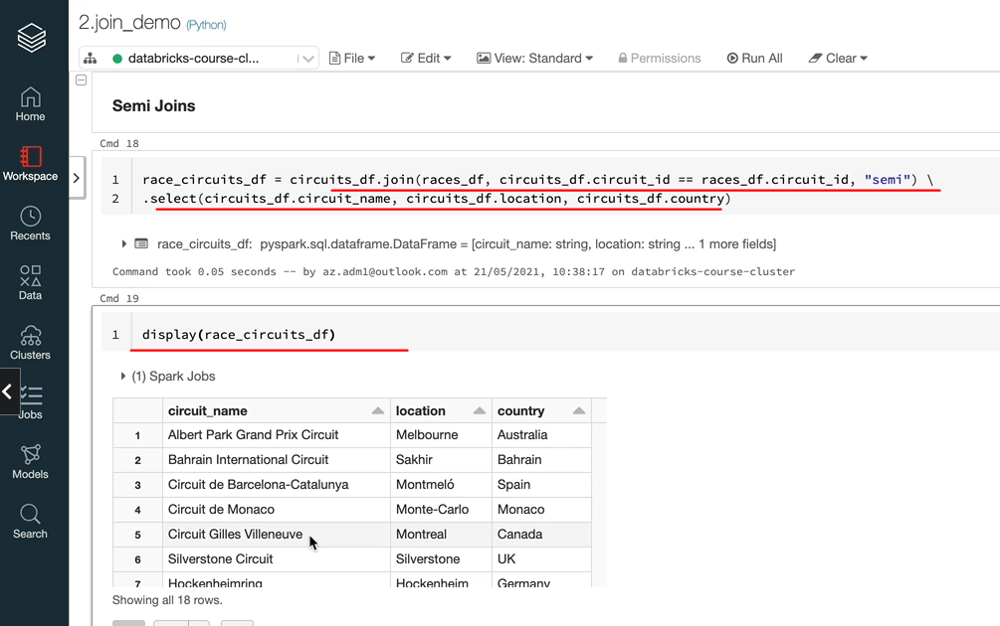 2.join_demo (Python)
databricks-course-cl...
File
Edit
View: Standard
Permissions
Run All
Clear
Home
Workspace
Recents
Data
Clusters
Jobs
Models
Search
Semi Joins
Cmd 18
1 race_circuits_df = circuits_df.join(races_df, circuits_df.circuit_id == races_df.circuit_id, "semi") \
2 .select(circuits_df.circuit_name, circuits_df.location, circuits_df.country)
race_circuits_df: pyspark.sql.dataframe.DataFrame = [circuit_name: string, location: string ... 1 more fields]
Command took 0.05 seconds -- by az.adm1@outlook.com at 21/05/2021, 10:38:17 on databricks-course-cluster
Cmd 19
1 display(race_circuits_df)
(1) Spark Jobs
circuit_name location country
1 Albert Park Grand Prix Circuit Melbourne Australia
2 Bahrain International Circuit Sakhir Bahrain
3 Circuit de Barcelona-Catalunya Montmeló Spain
4 Circuit de Monaco Monte-Carlo Monaco
5 Circuit Gilles Villeneuve Montreal Canada
6 Silverstone Circuit Silverstone UK
7 Hockenheimring Hockenheim Germany
Showing all 18 rows.